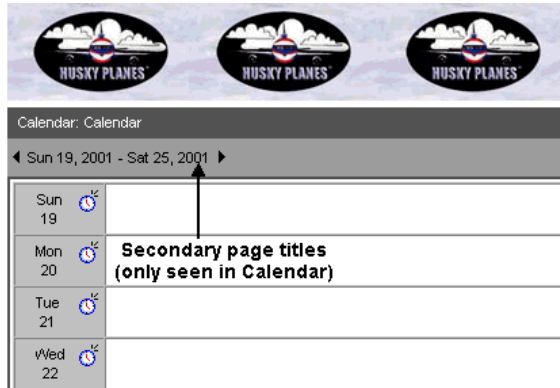 HUSKY PLANES HUSKY PLANES HUSKY PLANES
Calendar: Calendar
Sun 19, 2001 - Sat 25, 2001
Sun
19
Mon
20
Secondary page titles
(only seen in Calendar)
Tue
21
Wed
22